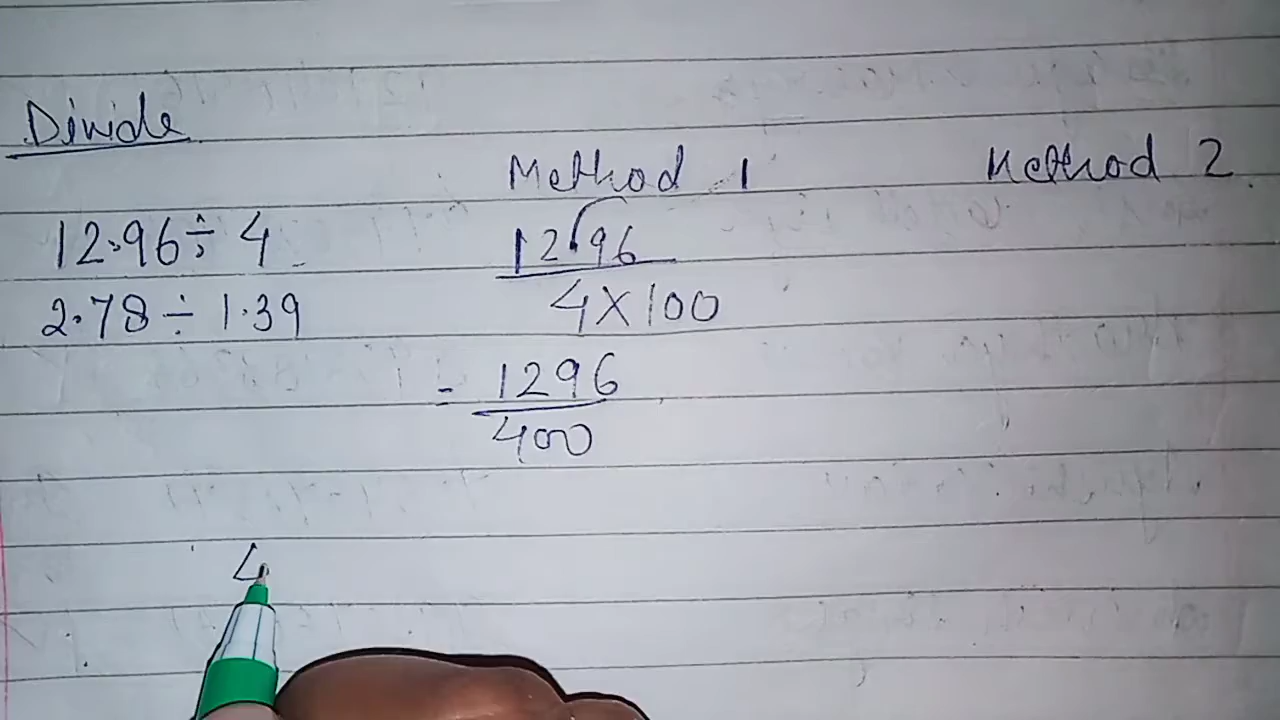 Divide
Method 1 Method 2
12.96 ÷ 4
12.96
2.78 ÷ 1.39
4 X 100
= 1296
400
4